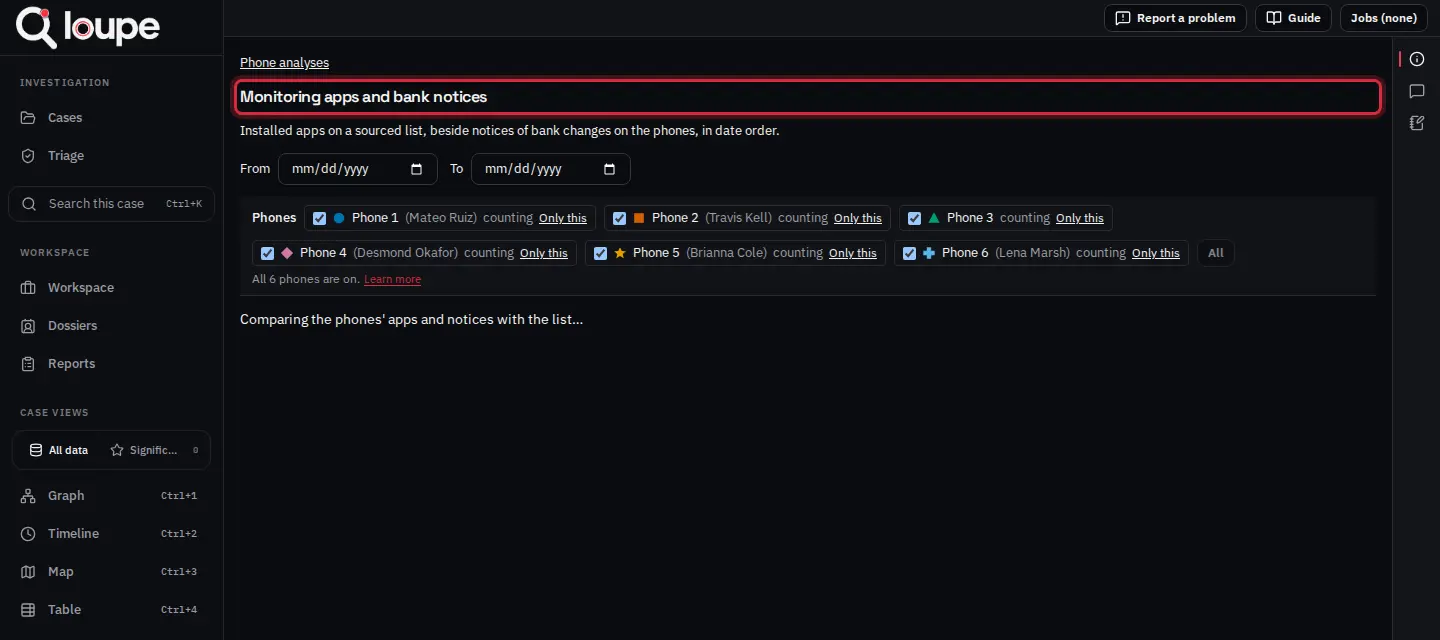 loupe
Report a problem
Guide
Jobs (none)
INVESTIGATION
Cases
Triage
Search this case Ctrl+K
WORKSPACE
Workspace
Dossiers
Reports
CASE VIEWS
All data Signific... 0
Graph Ctrl+1
Timeline Ctrl+2
Map Ctrl+3
Table Ctrl+4
Phone analyses
Monitoring apps and bank notices
Installed apps on a sourced list, beside notices of bank changes on the phones, in date order.
From mm/dd/yyyy To mm/dd/yyyy
Phones Phone 1 (Mateo Ruiz) counting Only this Phone 2 (Travis Kell) counting Only this Phone 3 counting Only this
Phone 4 (Desmond Okafor) counting Only this Phone 5 (Brianna Cole) counting Only this Phone 6 (Lena Marsh) counting Only this All
All 6 phones are on. Learn more
Comparing the phones' apps and notices with the list...